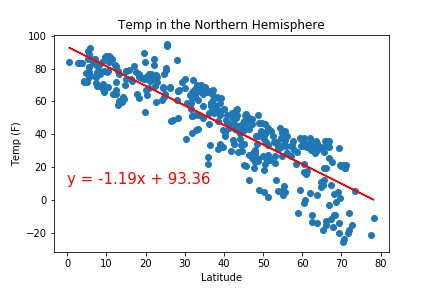 Temp in the Northern Hemisphere
100
80
60
40
20
0
−20
Temp (F)
y = -1.19x + 93.36
0 10 20 30 40 50 60 70 80
Latitude